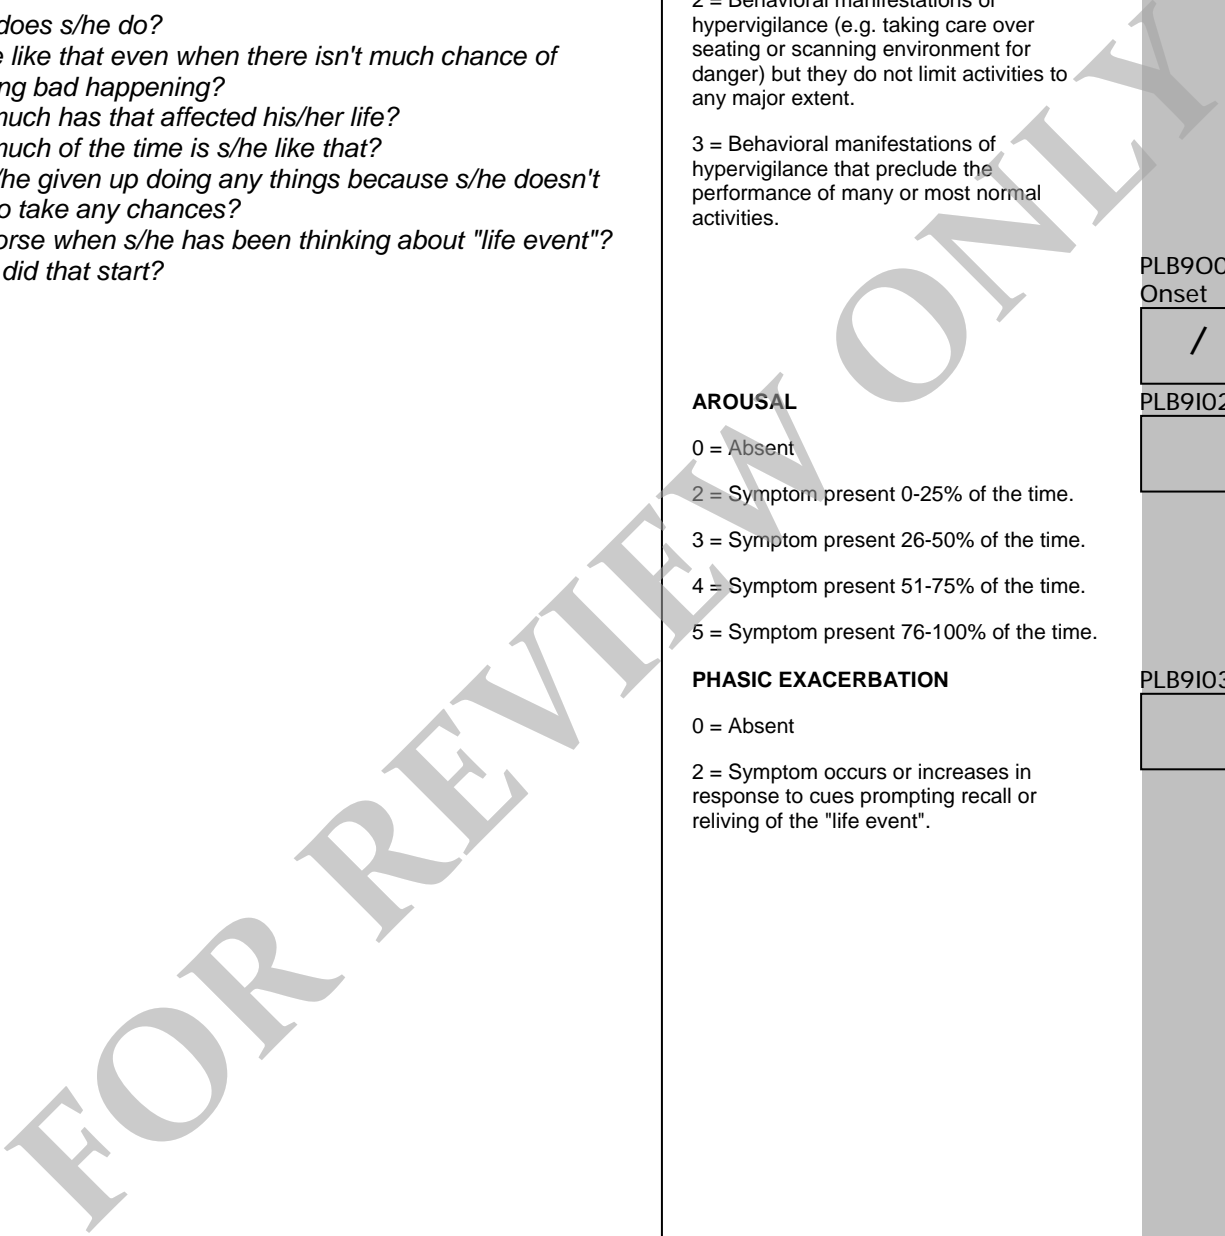 does s/he do?
like that even when there isn't much chance of
bad happening?
much has that affected his/her life?
much of the time is s/he like that?
given up doing any things because s/he doesn't
take any chances?
when s/he has been thinking about "life event"?
did that start?
2 = Behavioral manifestations of
hypervigilance (e.g. taking care over
seating or scanning environment for
danger) but they do not limit activities to
any major extent.
3 = Behavioral manifestations of
hypervigilance that preclude the
performance of many or most normal
activities.
Onset
/
AROUSAL
PLB9I02
0 = Absent
2 = Symptom present 0-25% of the time.
3 = Symptom present 26-50% of the time.
4 = Symptom present 51-75% of the time.
5 = Symptom present 76-100% of the time.
PHASIC EXACERBATION
PLB9I03
0 = Absent
2 = Symptom occurs or increases in
response to cues prompting recall or
reliving of the "life event".
FOR REVIEW ONLY